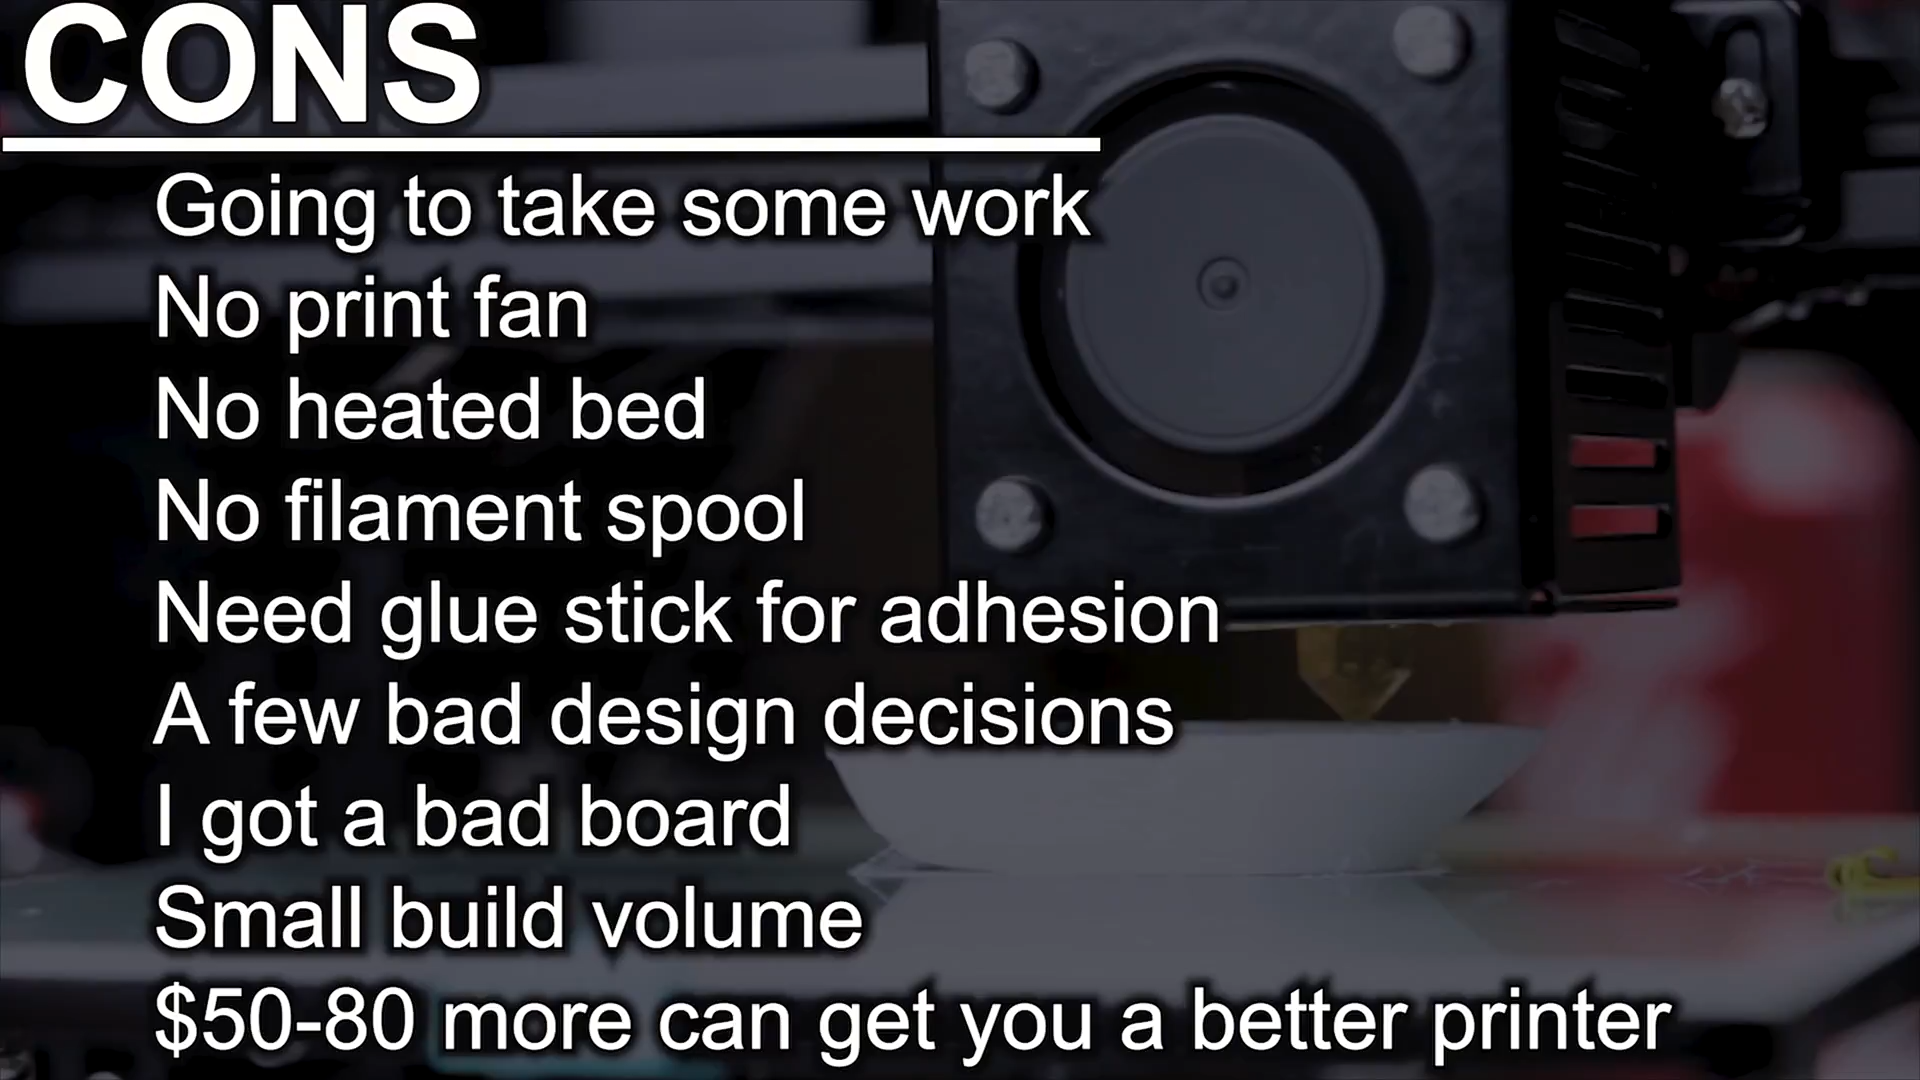 CONS
Going to take some work
No print fan
No heated bed
No filament spool
Need glue stick for adhesion
A few bad design decisions
I got a bad board
Small build volume
$50-80 more can get you a better printer